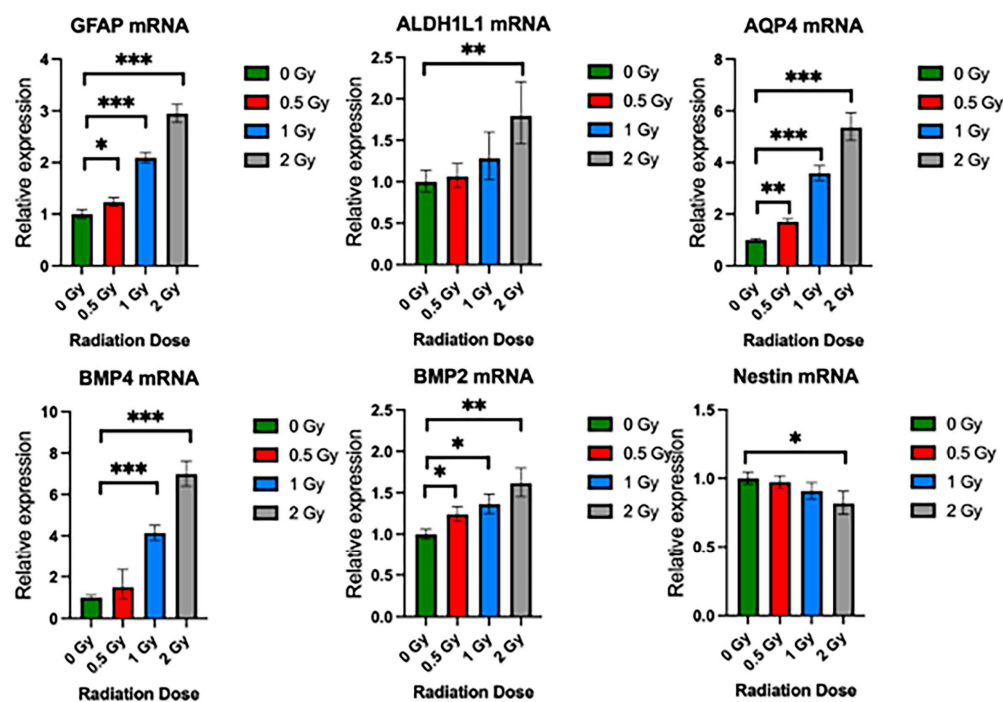 GFAP mRNA
Relative expression
4
3
2
1
0
***
***
*
0 Gy
0.5 Gy
1 Gy
2 Gy
Radiation Dose
0 Gy
0.5 Gy
1 Gy
2 Gy
ALDH1L1 mRNA
Relative expression
2.5
2.0
1.5
1.0
0.5
0.0
**
0 Gy
0.5 Gy
1 Gy
2 Gy
Radiation Dose
0 Gy
0.5 Gy
1 Gy
2 Gy
AQP4 mRNA
Relative expression
8
6
4
2
0
***
***
**
0 Gy
0.5 Gy
1 Gy
2 Gy
Radiation Dose
0 Gy
0.5 Gy
1 Gy
2 Gy
BMP4 mRNA
Relative expression
10
8
6
4
2
0
***
***
0 Gy
0.5 Gy
1 Gy
2 Gy
Radiation Dose
0 Gy
0.5 Gy
1 Gy
2 Gy
BMP2 mRNA
Relative expression
2.5
2.0
1.5
1.0
0.5
0.0
**
*
*
0 Gy
0.5 Gy
1 Gy
2 Gy
Radiation Dose
0 Gy
0.5 Gy
1 Gy
2 Gy
Nestin mRNA
Relative expression
1.5
1.0
0.5
0.0
*
0 Gy
0.5 Gy
1 Gy
2 Gy
Radiation Dose
0 Gy
0.5 Gy
1 Gy
2 Gy